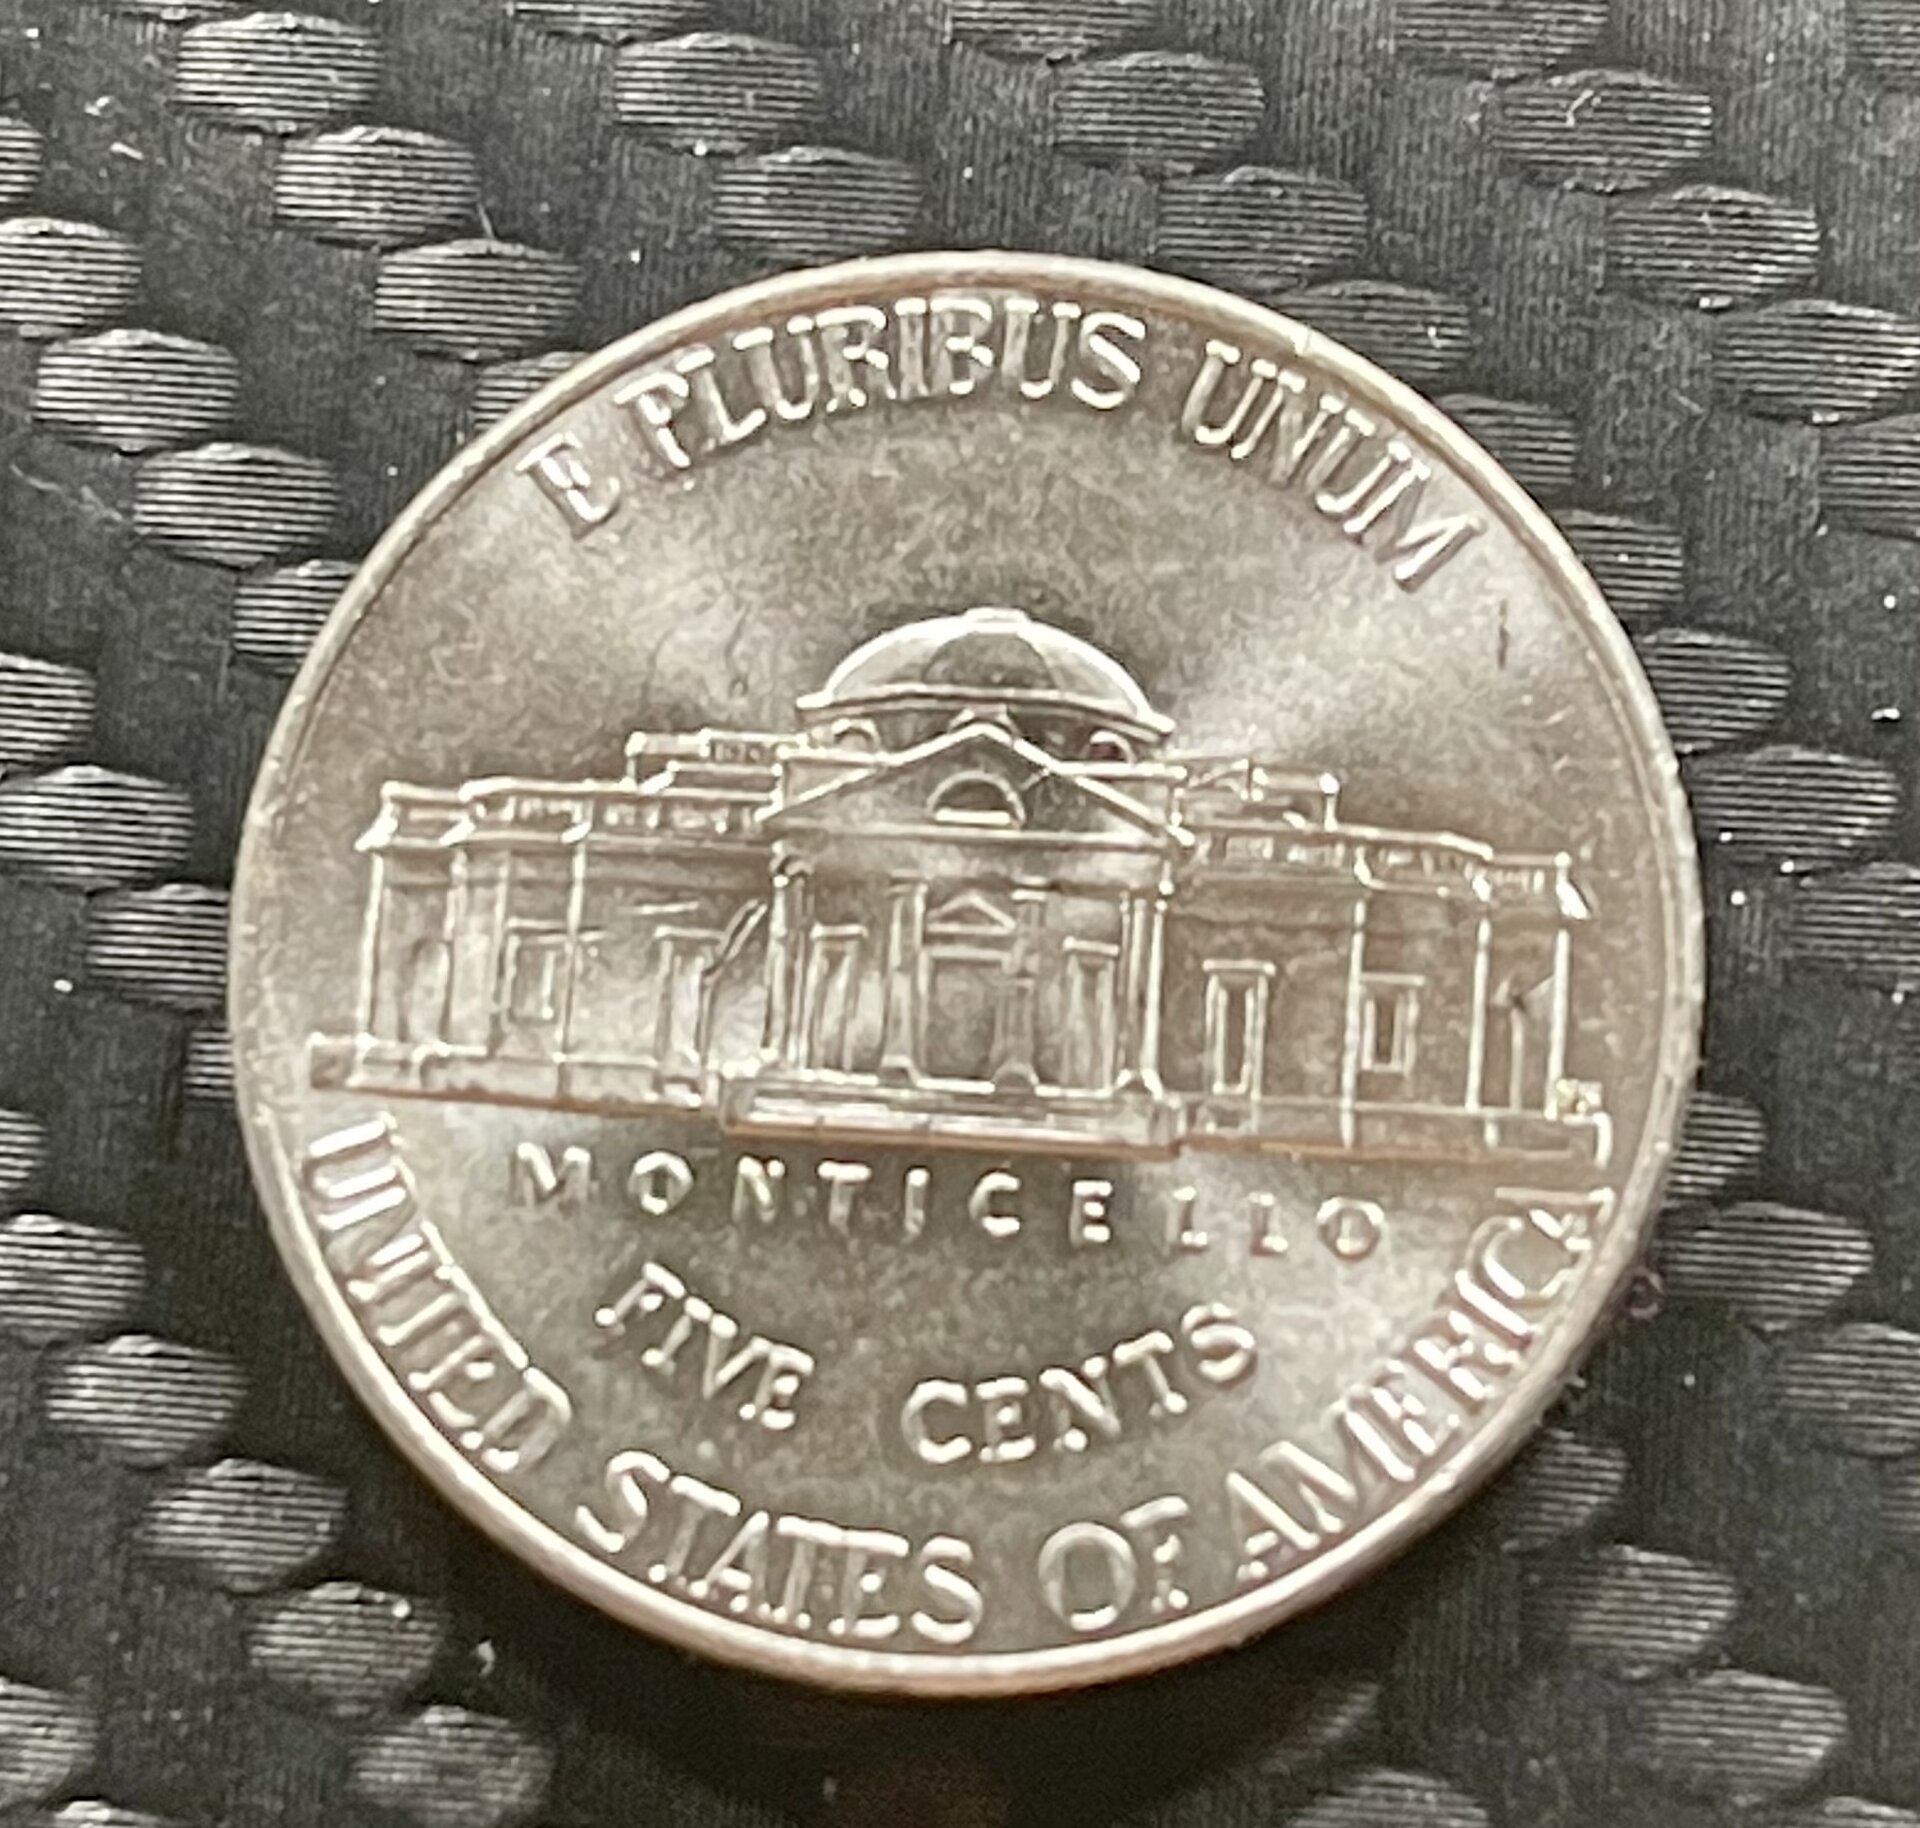 E PLURIBUS UNUM
MONTICELLO
FIVE CENTS
UNITED STATES OF AMERICA